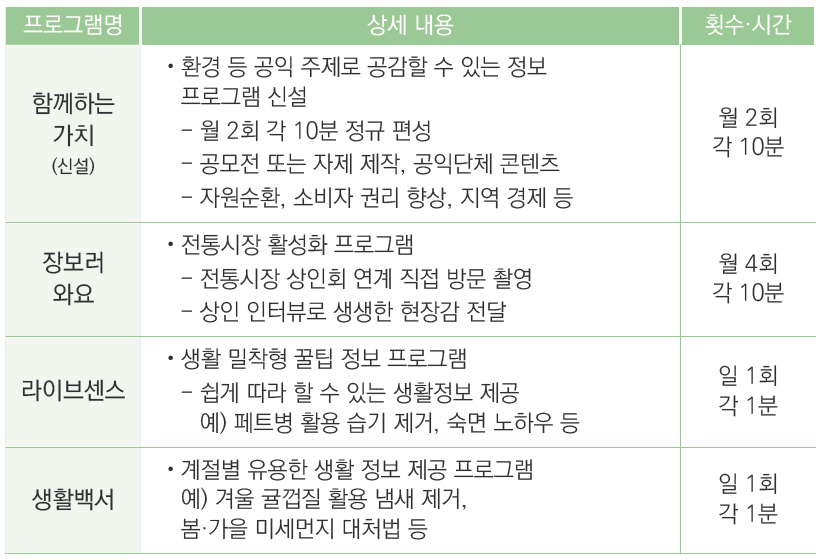 프로그램명
상세 내용
횟수·시간
함께하는
가치
(신설)
• 환경 등 공익 주제로 공감할 수 있는 정보
프로그램 신설
– 월 2회 각 10분 정규 편성
– 공모전 또는 자제 제작, 공익단체 콘텐츠
– 자원순환, 소비자 권리 향상, 지역 경제 등
월 2회
각 10분
장보러
와요
• 전통시장 활성화 프로그램
– 전통시장 상인회 연계 직접 방문 촬영
– 상인 인터뷰로 생생한 현장감 전달
월 4회
각 10분
라이브센스
• 생활 밀착형 꿀팁 정보 프로그램
– 쉽게 따라 할 수 있는 생활정보 제공
예) 페트병 활용 습기 제거, 숙면 노하우 등
일 1회
각 1분
생활백서
• 계절별 유용한 생활 정보 제공 프로그램
예) 겨울 귤껍질 활용 냄새 제거,
봄·가을 미세먼지 대처법 등
일 1회
각 1분